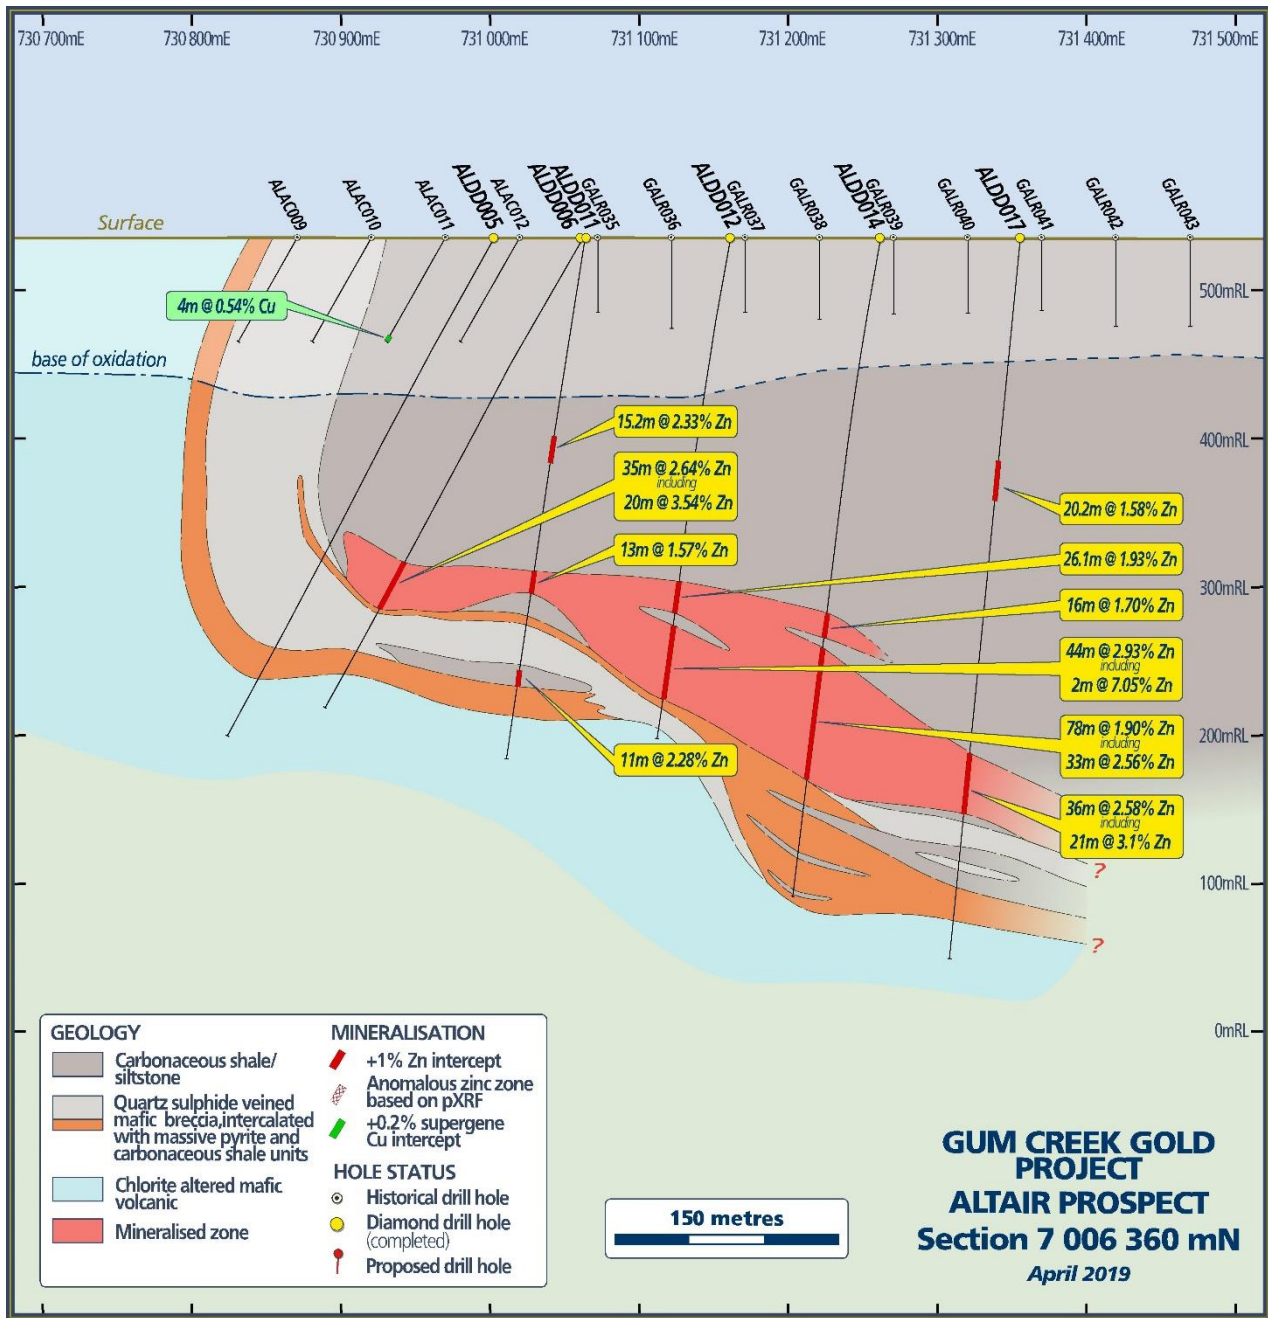 730 700mE
730 800mE
730 900mE
731 000mE
731 100mE
731 200mE
731 300mE
731 400mE
731 500mE
ALAC009
ALAC010
ALAC011
ALDD005
ALAC012
ALDD006
ALDD011
GALR035
GALR036
ALDD012
GALR037
GALR038
ALDD014
GALR039
GALR040
ALDD017
GALR041
GALR042
GALR043
Surface
500mRL
4m @ 0.54% Cu
base of oxidation
15.2m @ 2.33% Zn
400mRL
35m @ 2.64% Zn
including
20m @ 3.54% Zn
20.2m @ 1.58% Zn
13m @ 1.57% Zn
26.1m @ 1.93% Zn
300mRL
16m @ 1.70% Zn
44m @ 2.93% Zn
including
2m @ 7.05% Zn
78m @ 1.90% Zn
including
33m @ 2.56% Zn
200mRL
11m @ 2.28% Zn
36m @ 2.58% Zn
including
21m @ 3.1% Zn
?
100mRL
?
0mRL
GEOLOGY
Carbonaceous shale/
siltstone
Quartz sulphide veined
mafic breccia,intercalated
with massive pyrite and
carbonaceous shale units
Chlorite altered mafic
volcanic
Mineralised zone
MINERALISATION
+1% Zn intercept
Anomalous zinc zone
based on pXRF
+0.2% supergene
Cu intercept
HOLE STATUS
Historical drill hole
Diamond drill hole
(completed)
Proposed drill hole
150 metres
GUM CREEK GOLD
PROJECT
ALTAIR PROSPECT
Section 7 006 360 mN
April 2019